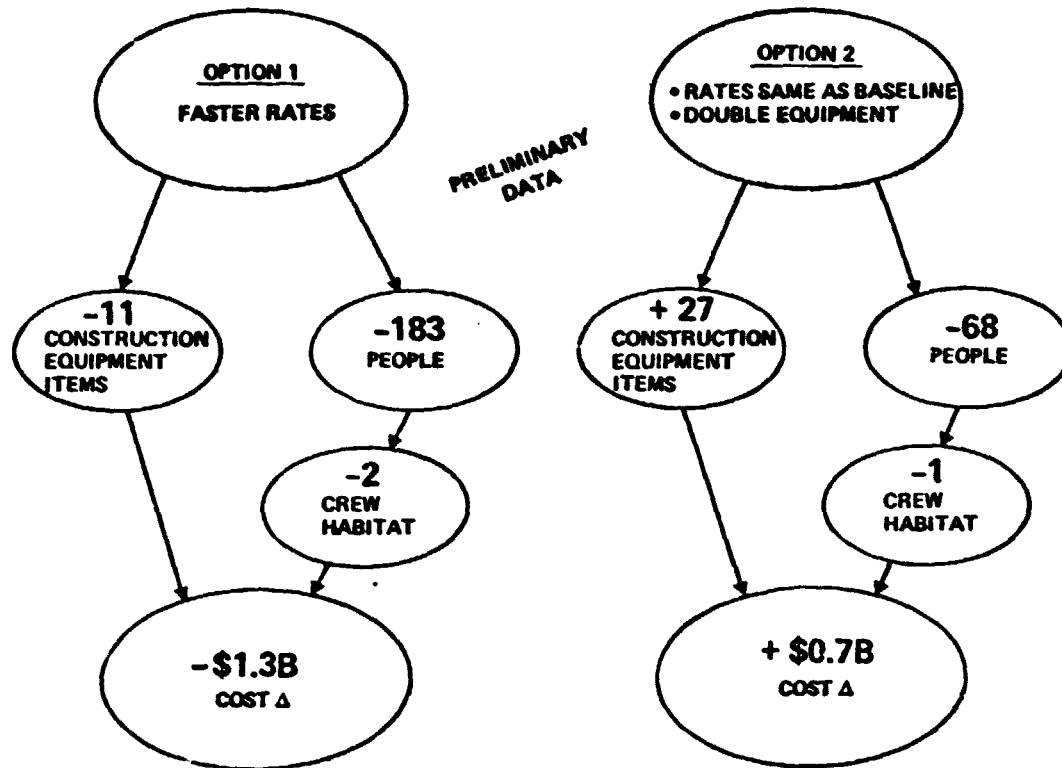 OPTION 1
FASTER RATES
PRELIMINARY
DATA
OPTION 2
• RATES SAME AS BASELINE
• DOUBLE EQUIPMENT
–11
CONSTRUCTION
EQUIPMENT
ITEMS
–183
PEOPLE
–2
CREW
HABITAT
–$1.3B
COST Δ
+ 27
CONSTRUCTION
EQUIPMENT
ITEMS
–68
PEOPLE
–1
CREW
HABITAT
+ $0.7B
COST Δ